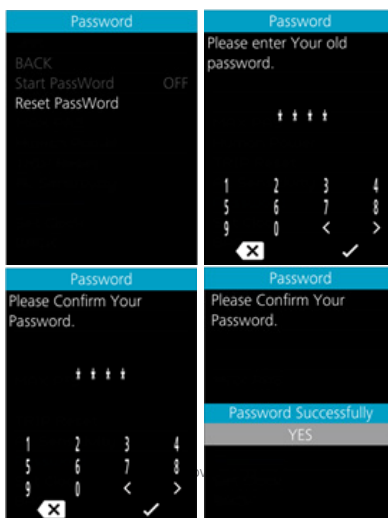 Password
BACK
Start PassWord OFF
Reset PassWord
Password
Please enter Your old
password.
* * * *
1 2 3 4
5 6 7 8
9 0 < >
Password
Please Confirm Your
Password.
* * * *
1 2 3 4
5 6 7 8
9 0 < >
Password
Please Confirm Your
Password.
Password Successfully
YES